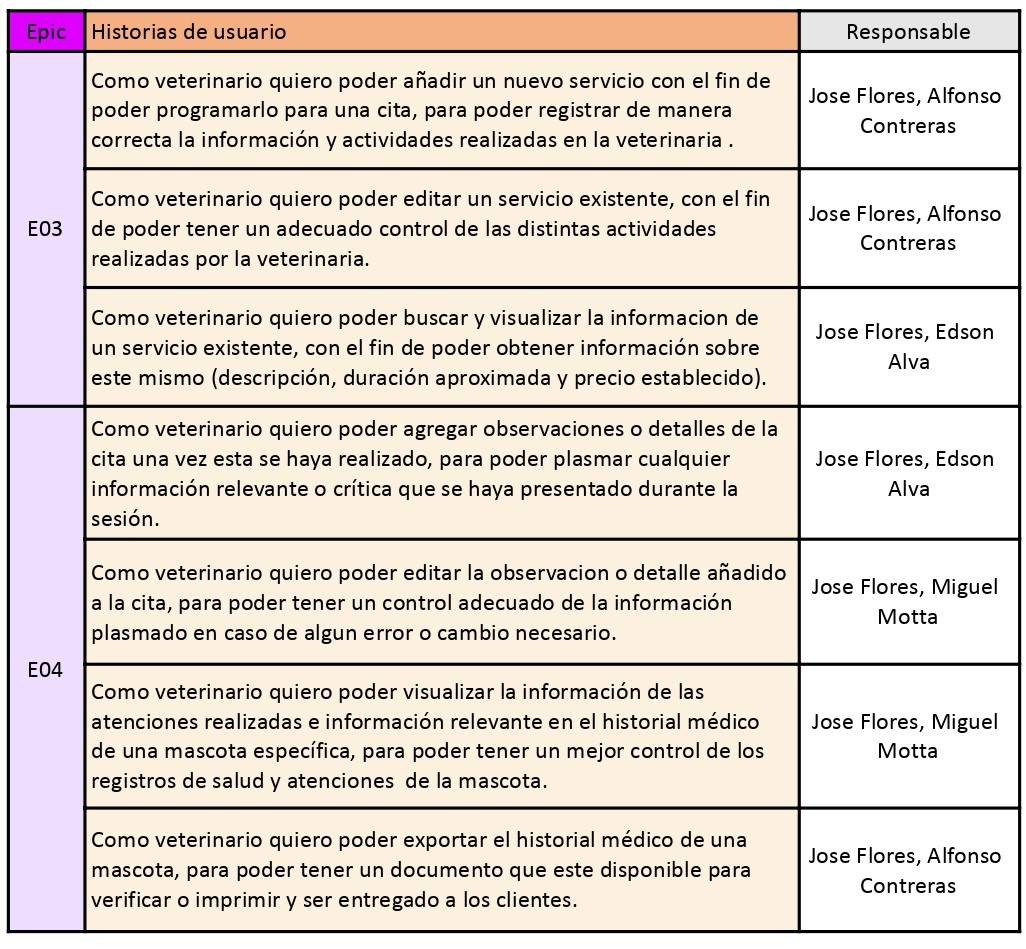 Epic Historias de usuario Responsable
Como veterinario quiero poder añadir un nuevo servicio con el fin de
poder programarlo para una cita, para poder registrar de manera
correcta la información y actividades realizadas en la veterinaria .
Jose Flores, Alfonso
Contreras
E03
Como veterinario quiero poder editar un servicio existente, con el fin
de poder tener un adecuado control de las distintas actividades
realizadas por la veterinaria.
Jose Flores, Alfonso
Contreras
Como veterinario quiero poder buscar y visualizar la informacion de
un servicio existente, con el fin de poder obtener información sobre
este mismo (descripción, duración aproximada y precio establecido).
Jose Flores, Edson
Alva
Como veterinario quiero poder agregar observaciones o detalles de la
cita una vez esta se haya realizado, para poder plasmar cualquier
información relevante o crítica que se haya presentado durante la
sesión.
Jose Flores, Edson
Alva
Como veterinario quiero poder editar la observacion o detalle añadido
a la cita, para poder tener un control adecuado de la información
plasmado en caso de algun error o cambio necesario.
Jose Flores, Miguel
Motta
E04
Como veterinario quiero poder visualizar la información de las
atenciones realizadas e información relevante en el historial médico
de una mascota específica, para poder tener un mejor control de los
registros de salud y atenciones  de la mascota.
Jose Flores, Miguel
Motta
Como veterinario quiero poder exportar el historial médico de una
mascota, para poder tener un documento que este disponible para
verificar o imprimir y ser entregado a los clientes.
Jose Flores, Alfonso
Contreras